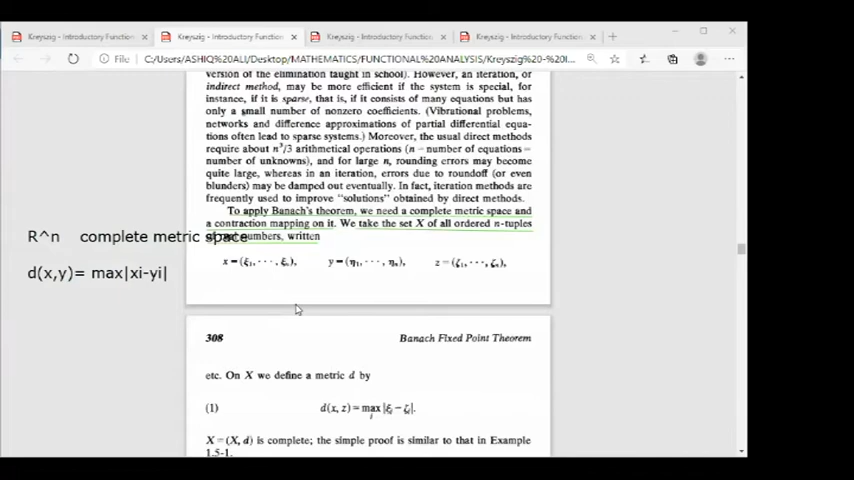 Kreyszig - Introductory Function Kreyszig - Introductory Function Kreyszig - Introductory Function Kreyszig - Introductory Function
File C:/Users/ASHIQ%20ALI/Desktop/MATHEMATICS/FUNCTIONAL%20ANALYSIS/Kreyszig%20-%20I...
version of the elimination taught in school). However, an iteration, or
indirect method, may be more efficient if the system is special, for
instance, if it is sparse, that is, if it consists of many equations but has
only a small number of nonzero coefficients. (Vibrational problems,
networks and difference approximations of partial differential equa-
tions often lead to sparse systems.) Moreover, the usual direct methods
require about n³/3 arithmetical operations (n = number of equations =
number of unknowns), and for large n, rounding errors may become
quite large, whereas in an iteration, errors due to roundoff (or even
blunders) may be damped out eventually. In fact, iteration methods are
frequently used to improve "solutions" obtained by direct methods.
To apply Banach's theorem, we need a complete metric space and
a contraction mapping on it. We take the set X of all ordered n-tuples
of real numbers, written
R^n complete metric space
x = (ξ₁, · · · , ξₙ), y = (η₁, · · · , ηₙ), z = (ζ₁, · · · , ζₙ),
d(x,y)= max|xi-yi|
308 Banach Fixed Point Theorem
etc. On X we define a metric d by
(1) d(x, z) = max |ξⱼ − ζⱼ|.
j
X = (X, d) is complete; the simple proof is similar to that in Example
1.5-1.